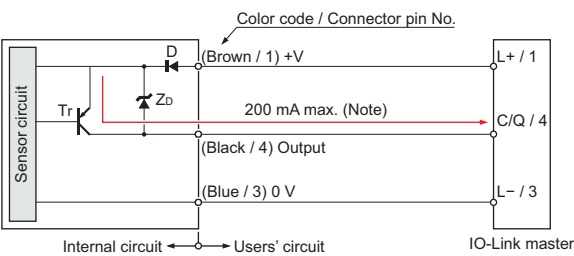 Color code / Connector pin No.
D
(Brown / 1) +V
L+ / 1
ZD
Tr
200 mA max. (Note)
C/Q / 4
Sensor circuit
(Black / 4) Output
(Blue / 3) 0 V
L− / 3
Internal circuit
Users' circuit
IO-Link master